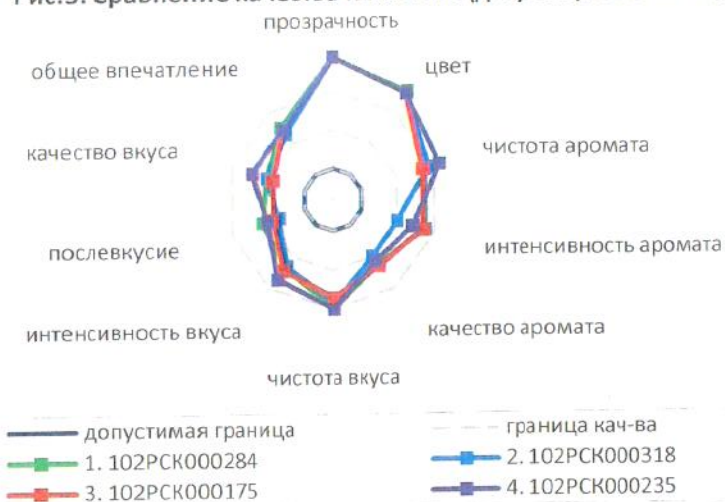 прозрачность
общее впечатление
цвет
качество вкуса
чистота аромата
послевкусие
интенсивность аромата
интенсивность вкуса
качество аромата
чистота вкуса
допустимая граница
граница кач-ва
1. 102РСК000284
2. 102РСК000318
3. 102РСК000175
4. 102РСК000235